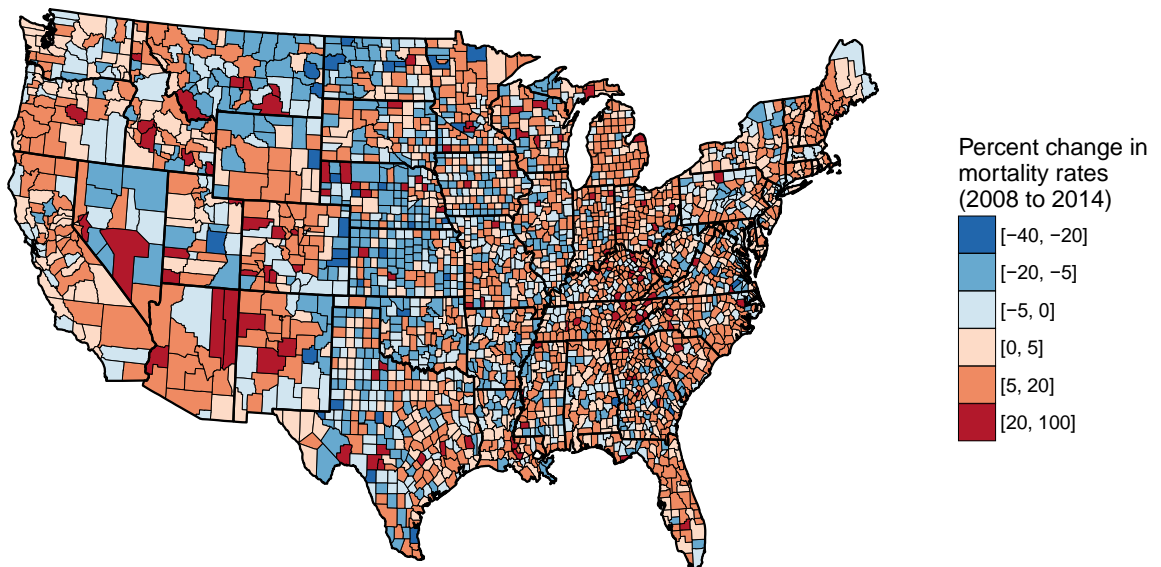 Percent change in
mortality rates
(2008 to 2014)
[−40, −20]
[−20, −5]
[−5, 0]
[0, 5]
[5, 20]
[20, 100]